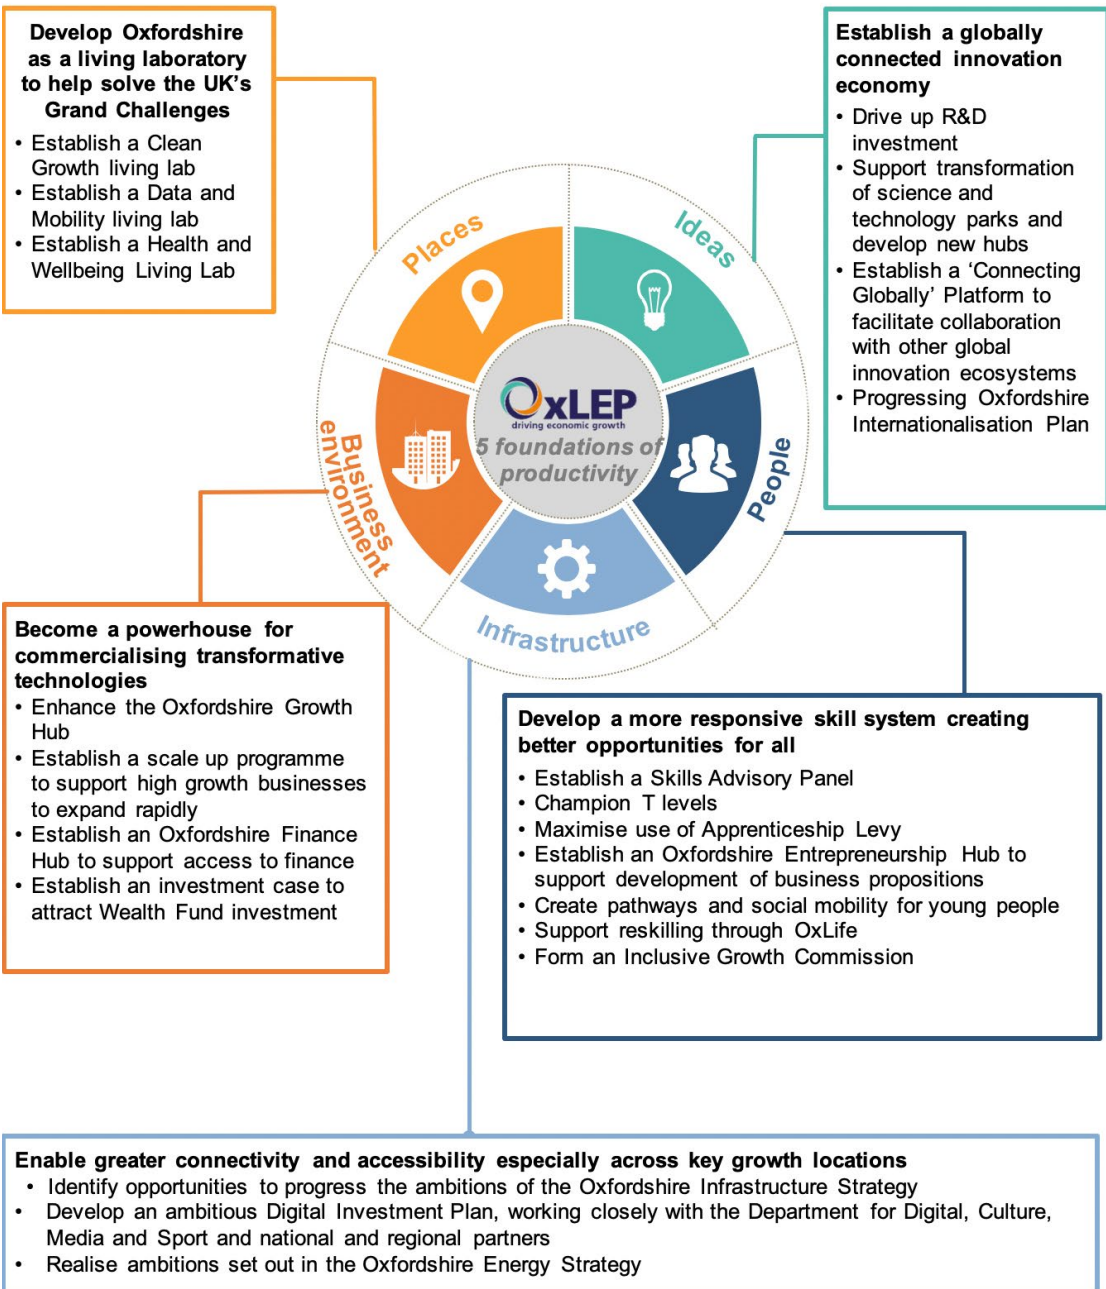 Develop Oxfordshire
as a living laboratory
to help solve the UK's
Grand Challenges
• Establish a Clean
Growth living lab
• Establish a Data and
Mobility living lab
• Establish a Health and
Wellbeing Living Lab
Establish a globally
connected innovation
economy
• Drive up R&D
investment
• Support transformation
of science and
technology parks and
develop new hubs
• Establish a ‘Connecting
Globally’ Platform to
facilitate collaboration
with other global
innovation ecosystems
• Progressing Oxfordshire
Internationalisation Plan
Places
Ideas
People
Infrastructure
Business
environment
OxLEP
driving economic growth
5 foundations of
productivity
Become a powerhouse for
commercialising transformative
technologies
• Enhance the Oxfordshire Growth
Hub
• Establish a scale up programme
to support high growth businesses
to expand rapidly
• Establish an Oxfordshire Finance
Hub to support access to finance
• Establish an investment case to
attract Wealth Fund investment
Develop a more responsive skill system creating
better opportunities for all
• Establish a Skills Advisory Panel
• Champion T levels
• Maximise use of Apprenticeship Levy
• Establish an Oxfordshire Entrepreneurship Hub to
support development of business propositions
• Create pathways and social mobility for young people
• Support reskilling through OxLife
• Form an Inclusive Growth Commission
Enable greater connectivity and accessibility especially across key growth locations
• Identify opportunities to progress the ambitions of the Oxfordshire Infrastructure Strategy
• Develop an ambitious Digital Investment Plan, working closely with the Department for Digital, Culture,
Media and Sport and national and regional partners
• Realise ambitions set out in the Oxfordshire Energy Strategy